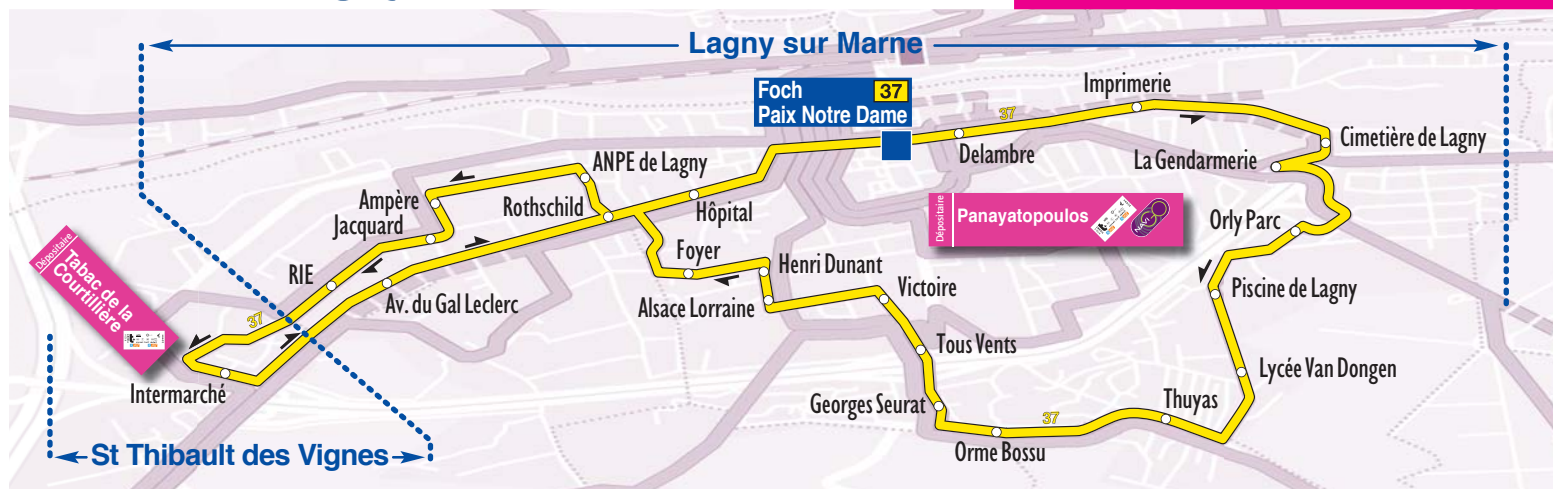 Lagny sur Marne
Foch 37
Paix Notre Dame
Imprimerie
37
Delambre
Cimetière de Lagny
La Gendarmerie
ANPE de Lagny
Ampère
Rothschild
Hôpital
Jacquard
Dépositaire
Panayatopoulos
NAVI
Orly Parc
Foyer
Henri Dunant
RIE
Av. du Gal Leclerc
Alsace Lorraine
Victoire
Piscine de Lagny
Dépositaire
Tabac de la
Courtillière
37
Tous Vents
Intermarché
Lycée Van Dongen
Georges Seurat
Thuyas
37
Orme Bossu
St Thibault des Vignes